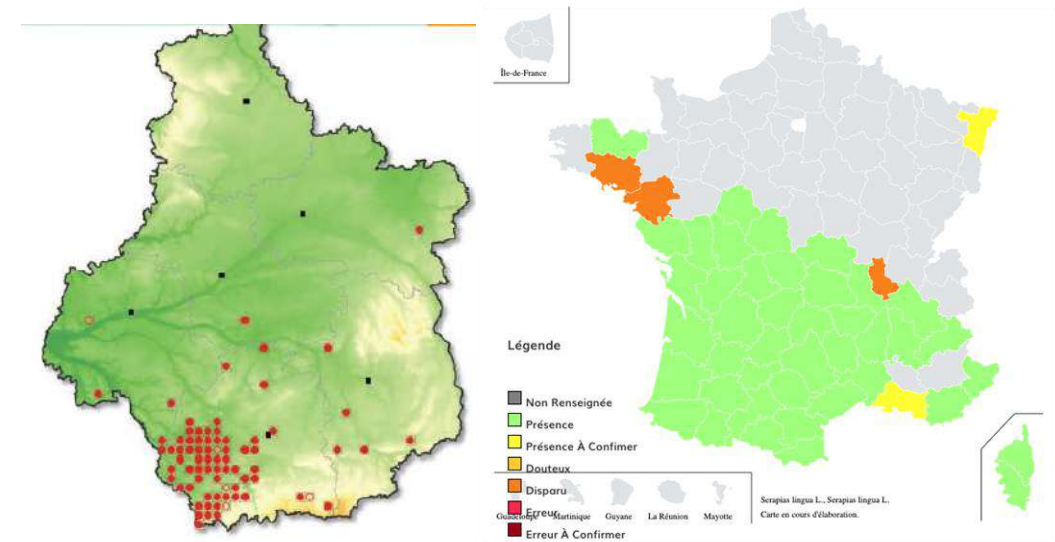 Île-de-France
Légende
Non Renseignée
Présence
Présence À Confimer
Douteux
Disparu
Erreur
Erreur À Confirmer
Guadeloupe
Martinique
Guyane
La Réunion
Mayotte
Serapias lingua L., Serapias lingua L.
Carte en cours d'élaboration.